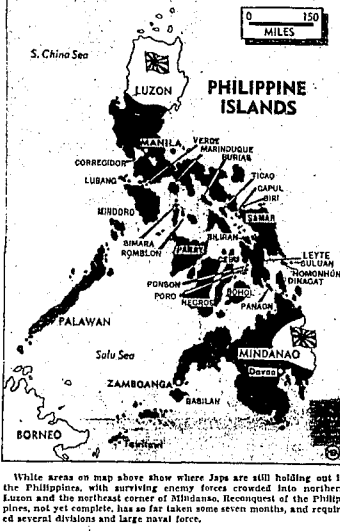 0 150
MILES
S. China Sea
LUZON
PHILIPPINE
ISLANDS
MANILA
VERDE
MARINDUQUE
BURIAS
CORREGIDOR
TICAO
LUBANG
CAPUL
BIRI
MINDORO
SAMAR
BILIRAN
SIMARA
ROMBLON
PANAY
CEBU
LEYTE
SULUAN
HOMONHON
DINAGAT
PONSON
PORO
NEGROS
BOHOL
PANAON
PALAWAN
Sulu Sea
MINDANAO
Davao
ZAMBOANGA
BASILAN
BORNEO
Tawitawi
White areas on map above show where Japs are still holding out i
the Philippines, with surviving enemy forces crowded into norther
Luzon and the northeast corner of Mindanao. Reconquest of the Philip
pines, not yet complete, has so far taken some seven months, and requir
ed several divisions and large naval force.